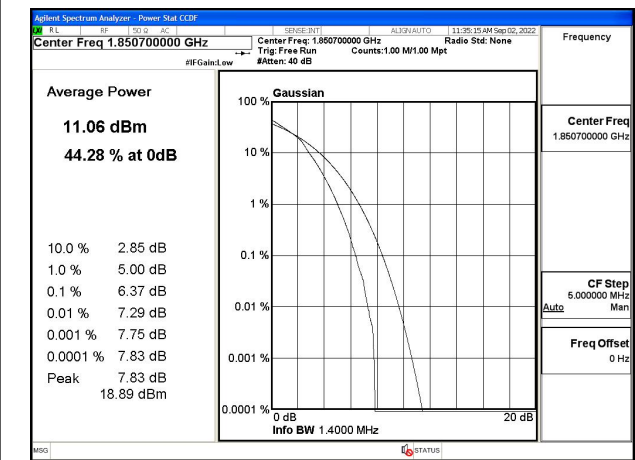 Agilent Spectrum Analyzer - Power Stat CCDF
LXI RL RF 50 Ω AC SENSE:INT ALIGN AUTO 11:35:15 AM Sep 02, 2022
Center Freq 1.850700000 GHz
Center Freq: 1.850700000 GHz Radio Std: None
Trig: Free Run Counts:1.00 M/1.00 Mpt
#IFGain:Low #Atten: 40 dB
Frequency
Average Power
11.06 dBm
44.28 % at 0dB
10.0 % 2.85 dB
1.0 % 5.00 dB
0.1 % 6.37 dB
0.01 % 7.29 dB
0.001 % 7.75 dB
0.0001 % 7.83 dB
Peak 7.83 dB
18.89 dBm
Gaussian
100 %
10 %
1 %
0.1 %
0.01 %
0.001 %
0.0001 %
0 dB 20 dB
Info BW 1.4000 MHz
Center Freq
1.850700000 GHz
CF Step
5.000000 MHz
Auto Man
Freq Offset
0 Hz
MSG STATUS